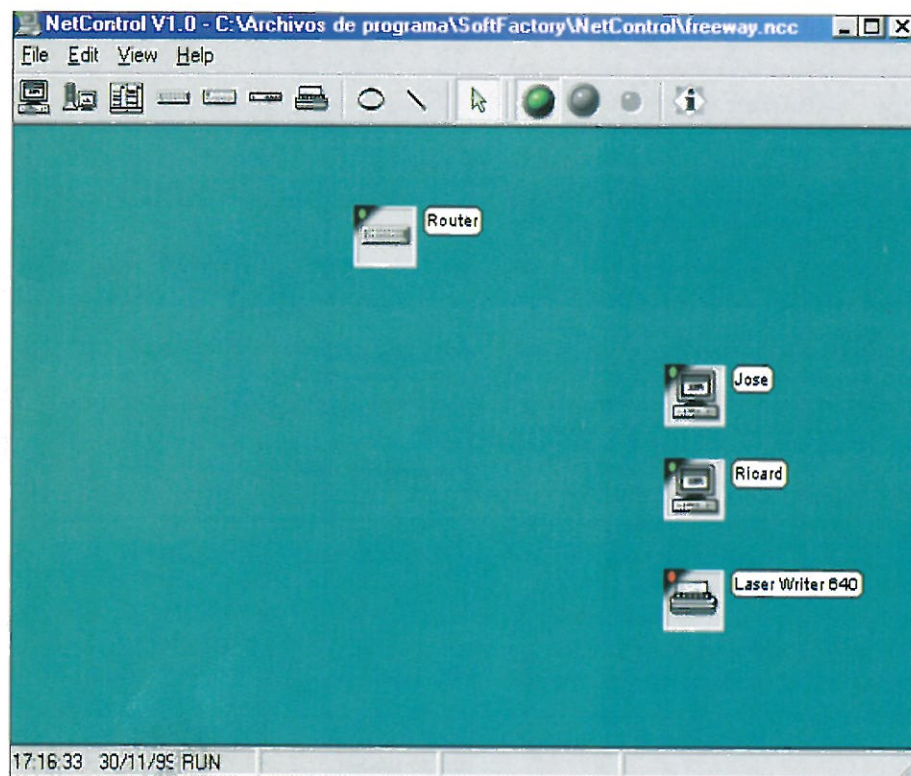 NetControl V1.0 - C:\Archivos de programa\SoftFactory\NetControl\freeway.ncc
File Edit View Help
Router
Jose
Ricard
Laser Writer 640
17:16:33 30/11/99 RUN